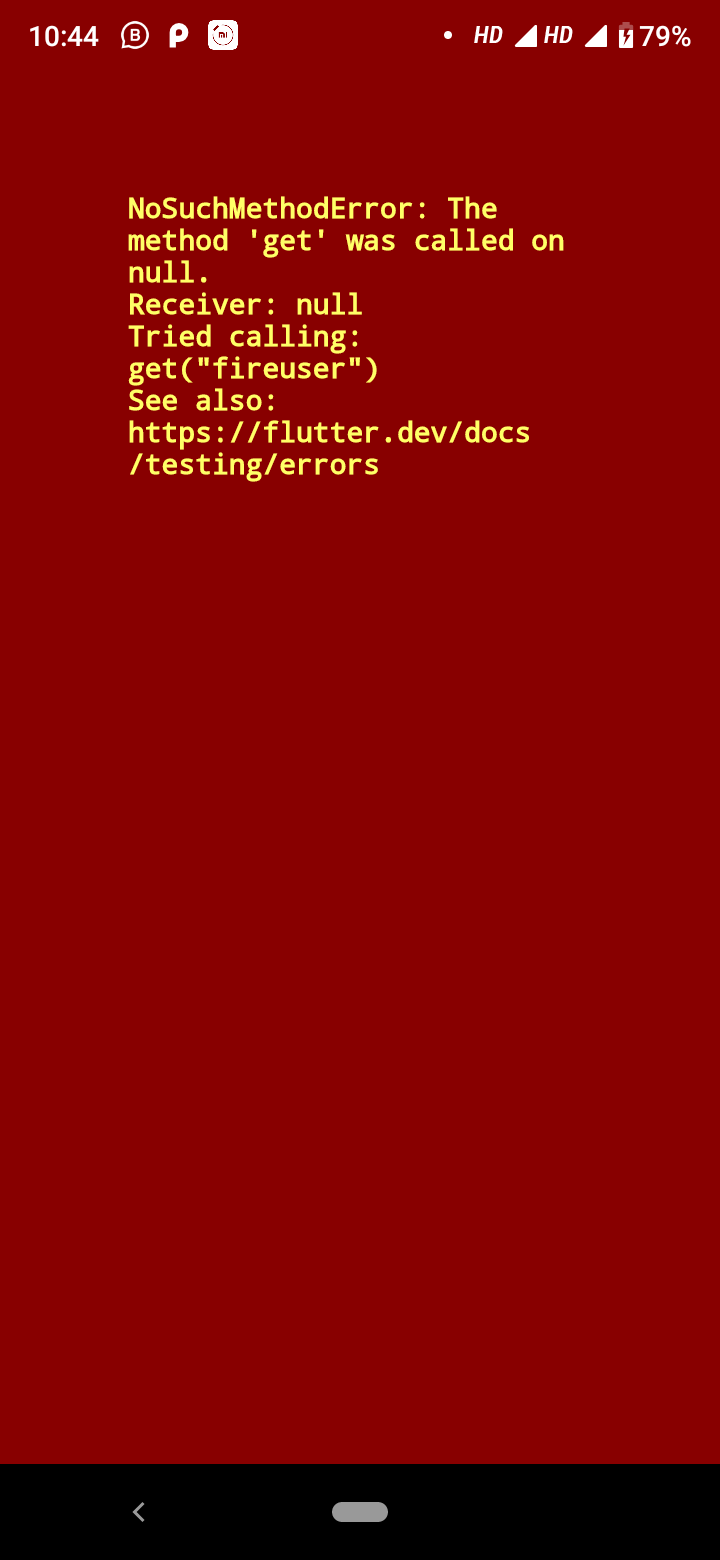 10:44 B P mi HD HD 79%
NoSuchMethodError: The
method 'get' was called on
null.
Receiver: null
Tried calling:
get("fireuser")
See also:
https://flutter.dev/docs
/testing/errors